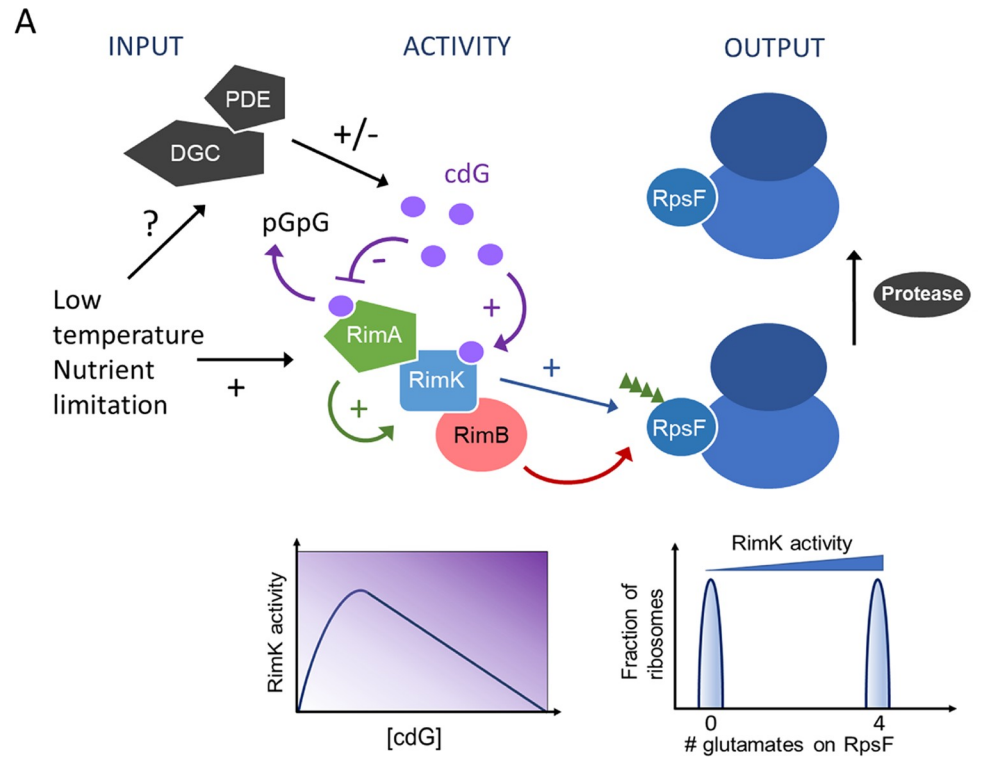 A
INPUT
ACTIVITY
OUTPUT
PDE
DGC
+/-
cdG
RpsF
?
pGpG
-
Protease
Low
temperature
Nutrient
limitation
+
RimA
+
RimK
+
+
RimB
RpsF
RimK activity
[cdG]
RimK activity
Fraction of
ribosomes
0
4
# glutamates on RpsF